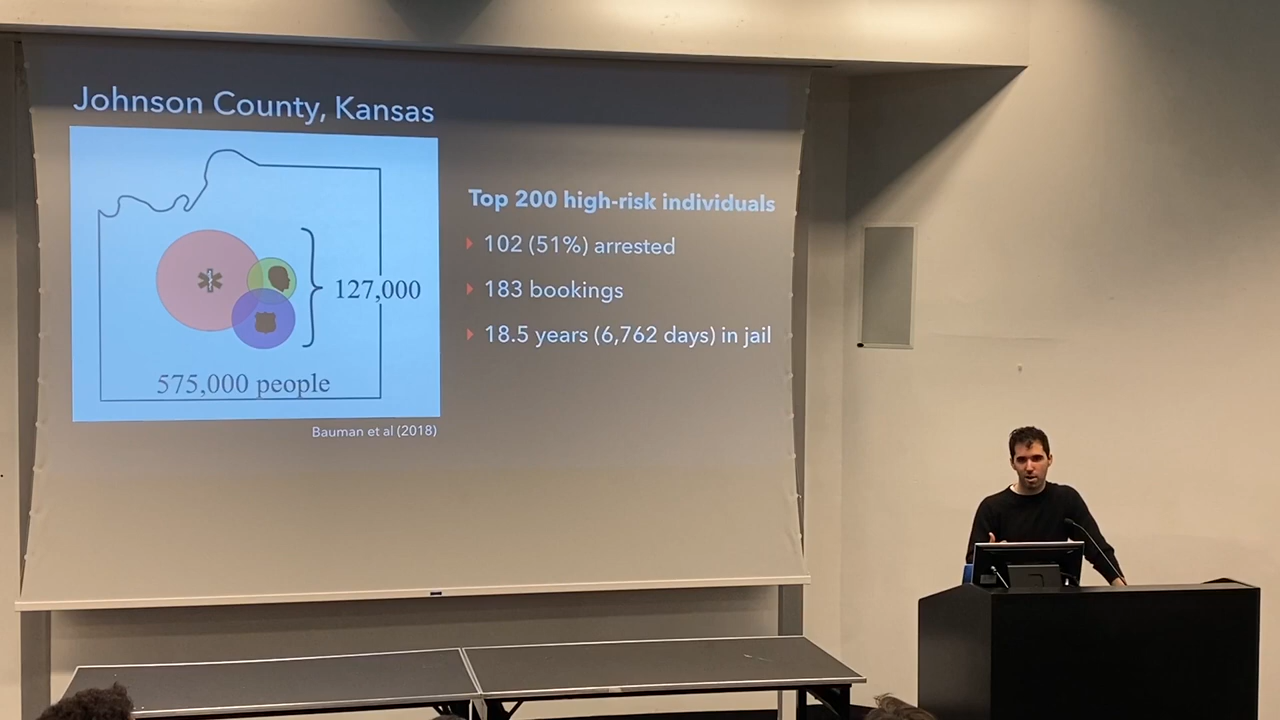 Johnson County, Kansas
127,000
575,000 people
Bauman et al (2018)
Top 200 high-risk individuals
102 (51%) arrested
183 bookings
18.5 years (6,762 days) in jail